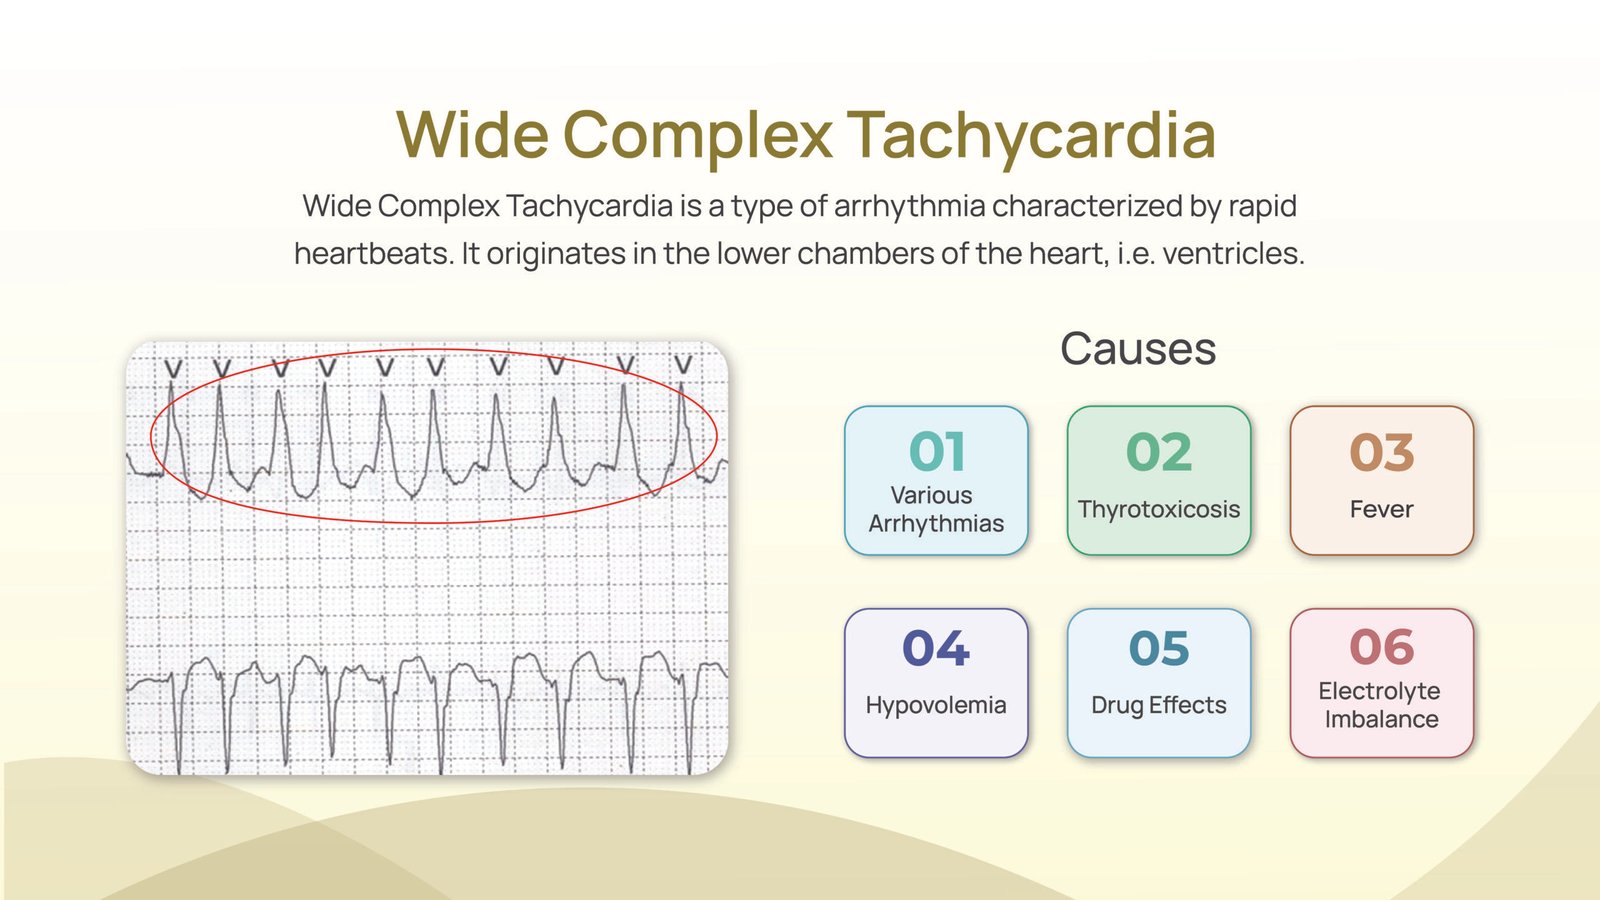 Wide Complex Tachycardia
Wide Complex Tachycardia is a type of arrhythmia characterized by rapid
heartbeats. It originates in the lower chambers of the heart, i.e. ventricles.
V V V V V V V V V V
Causes
01
Various
Arrhythmias
02
Thyrotoxicosis
03
Fever
04
Hypovolemia
05
Drug Effects
06
Electrolyte
Imbalance